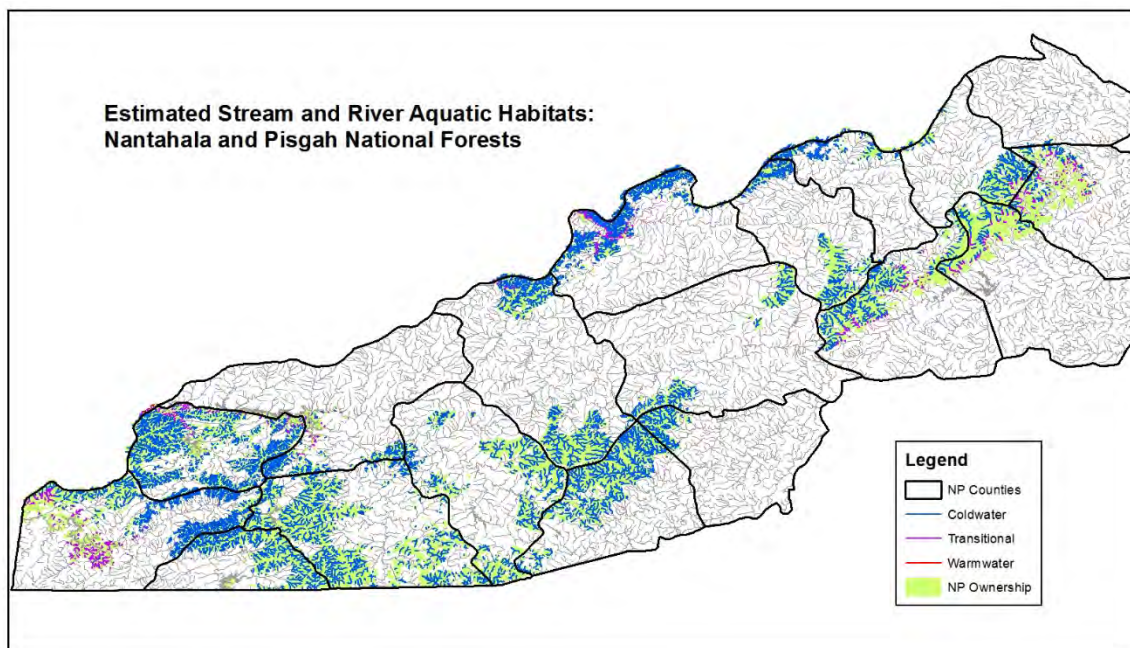 Estimated Stream and River Aquatic Habitats:
Nantahala and Pisgah National Forests
Legend
NP Counties
Coldwater
Transitional
Warmwater
NP Ownership